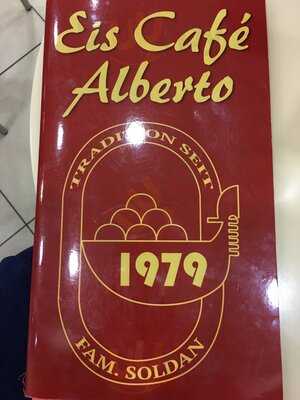 Eis Café
Alberto
TRADITION SEIT
1979
FAM. SOLDAN